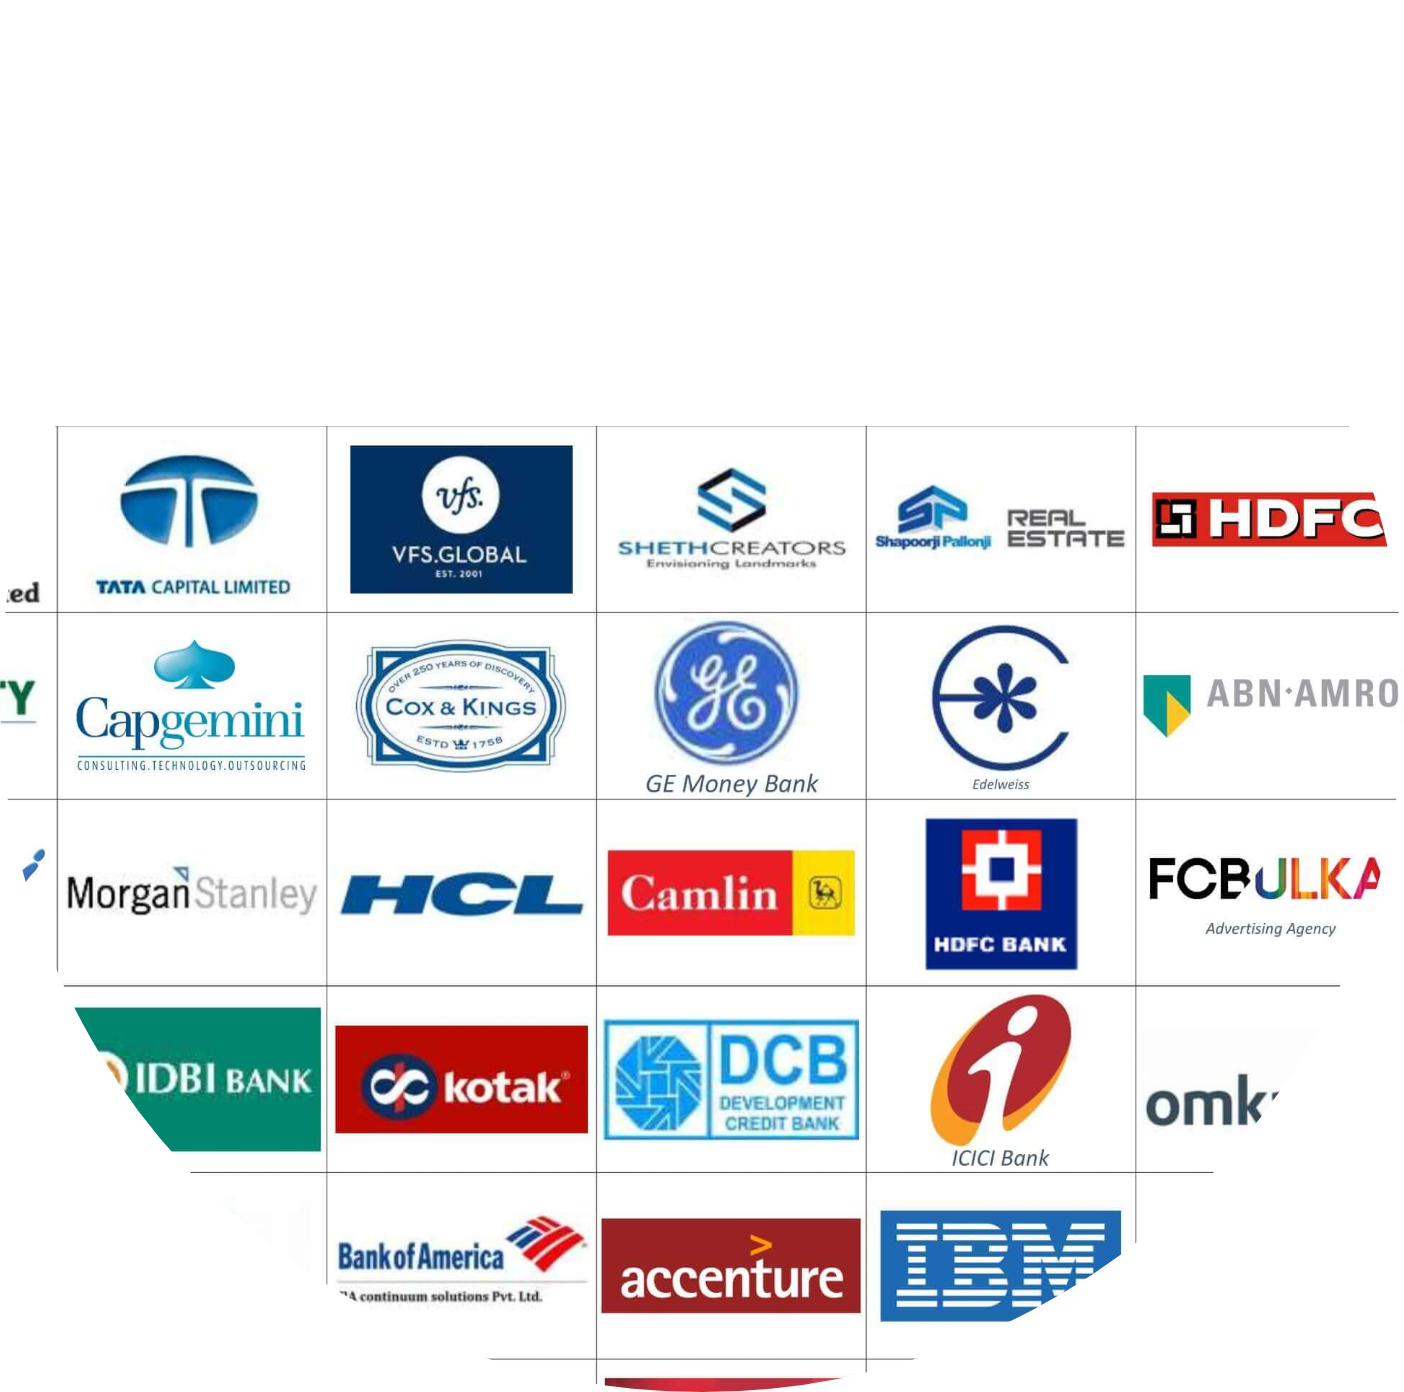 ed
TATA CAPITAL LIMITED
vfs.
VFS.GLOBAL
EST. 2001
SHETHCREATORS
Envisioning Landmarks
SP
Shapoorji Pallonji
REAL
ESTATE
HDFC
Y
Capgemini
CONSULTING.TECHNOLOGY.OUTSOURCING
OVER 250 YEARS OF DISCOVERY
COX & KINGS
ESTD 1758
GE
GE Money Bank
Edelweiss
ABN·AMRO
Morgan Stanley
HCL
Camlin
HDFC BANK
FCBULKA
Advertising Agency
IDBI BANK
kotak®
DCB
DEVELOPMENT
CREDIT BANK
i
ICICI Bank
omk
Bank of America
A continuum solutions Pvt. Ltd.
>
accenture
IBM